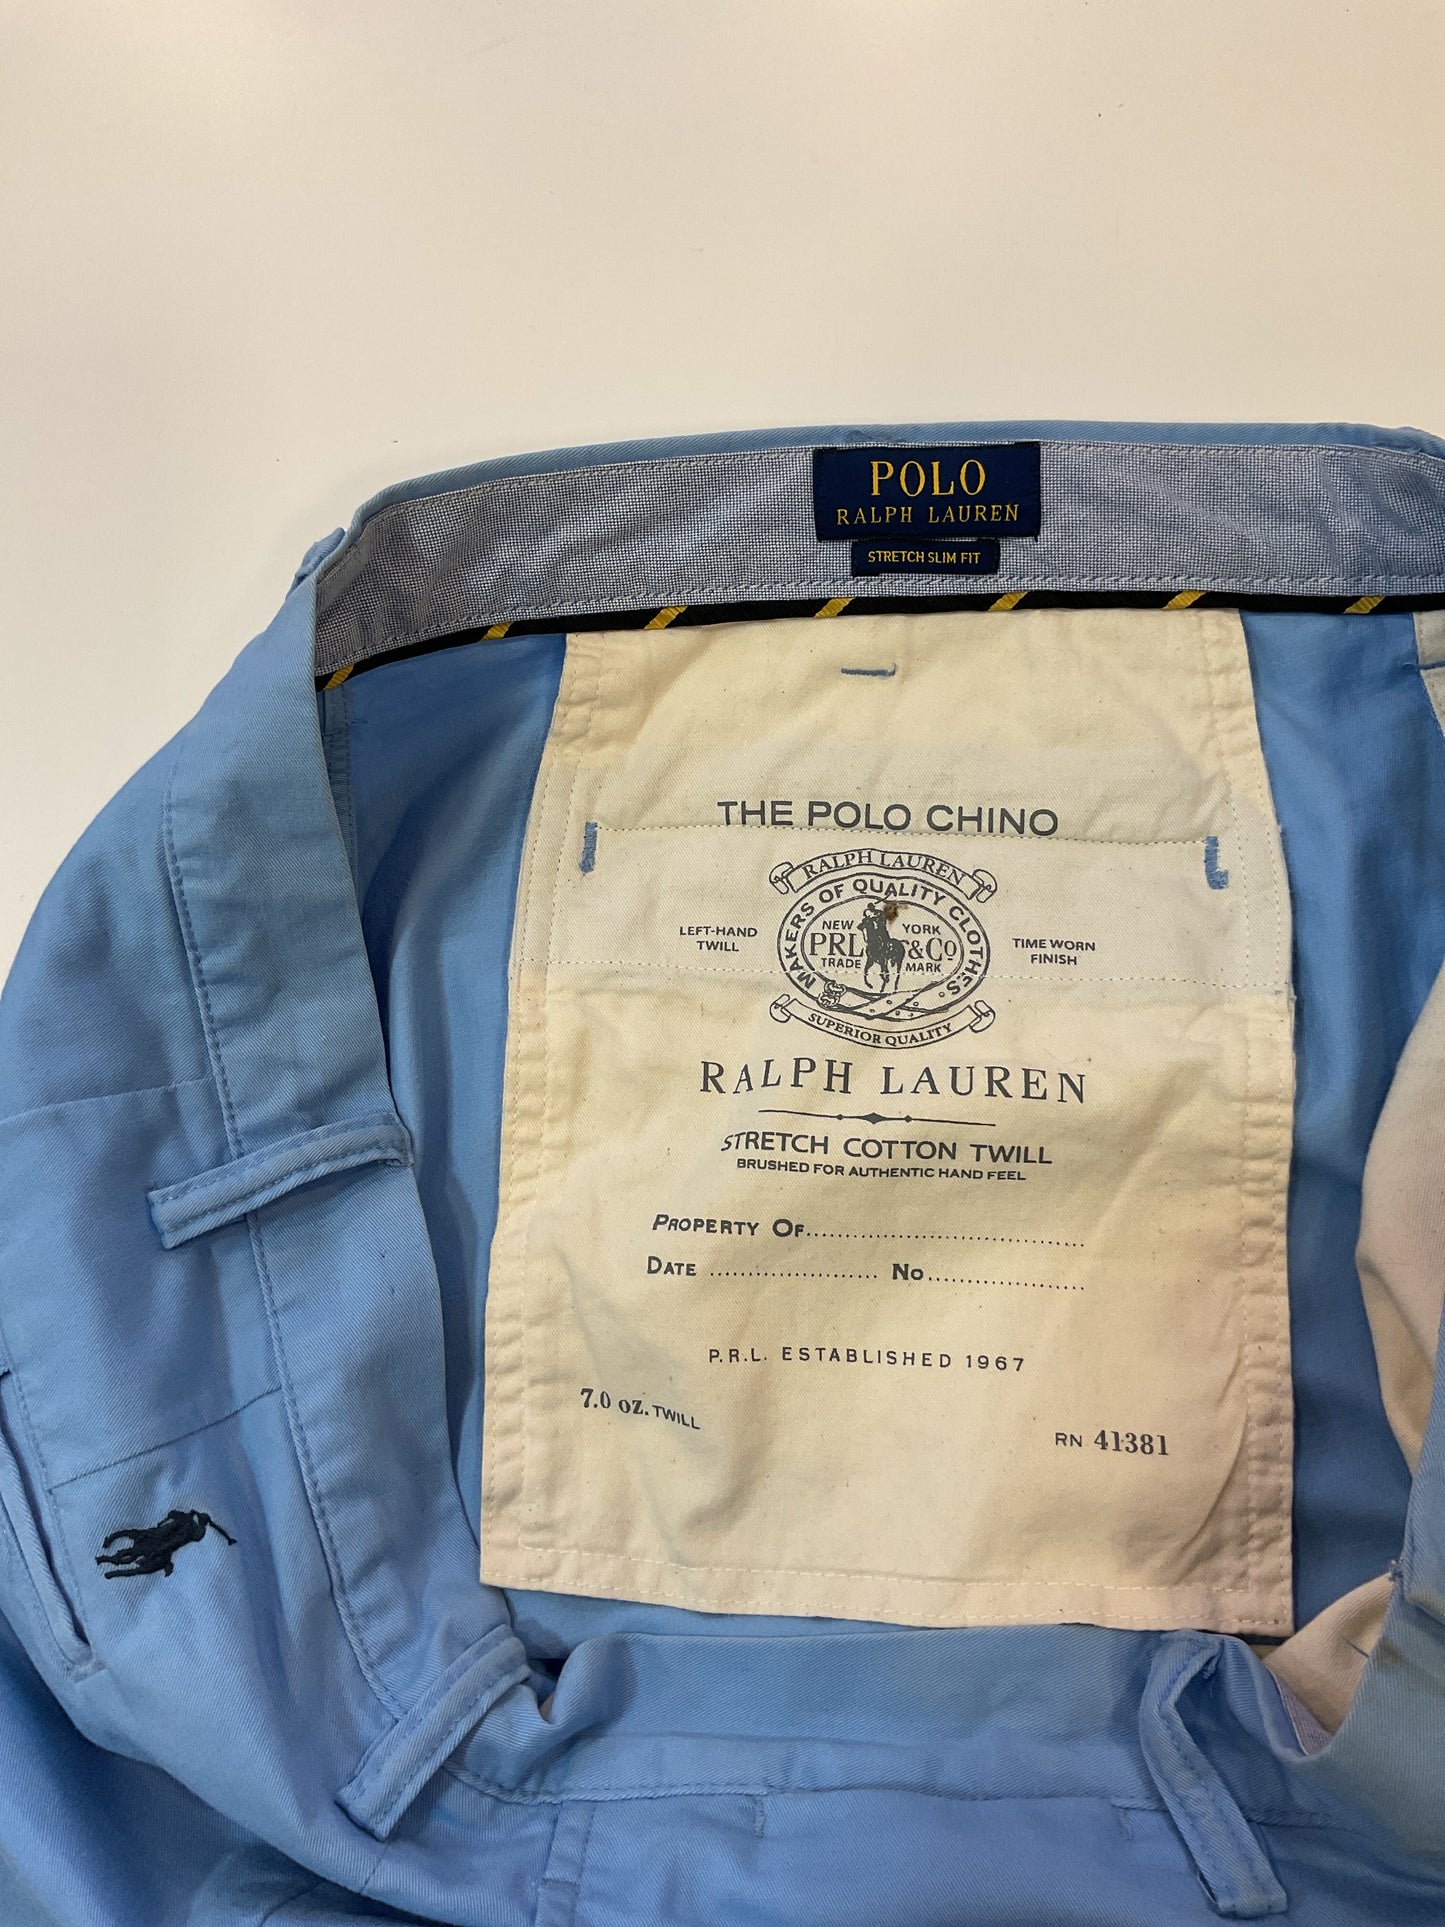 POLO
RALPH LAUREN
STRETCH SLIM FIT
THE POLO CHINO
RALPH LAUREN
MAKERS OF QUALITY CLOTHES.
LEFT-HAND
TWILL
NEW YORK
PRL &Co
TRADE MARK
TIME WORN
FINISH
SUPERIOR QUALITY
RALPH LAUREN
STRETCH COTTON TWILL
BRUSHED FOR AUTHENTIC HAND FEEL
PROPERTY OF..............................
DATE ...................... NO.....................
P.R.L. ESTABLISHED 1967
7.0 oz. TWILL
RN 41381